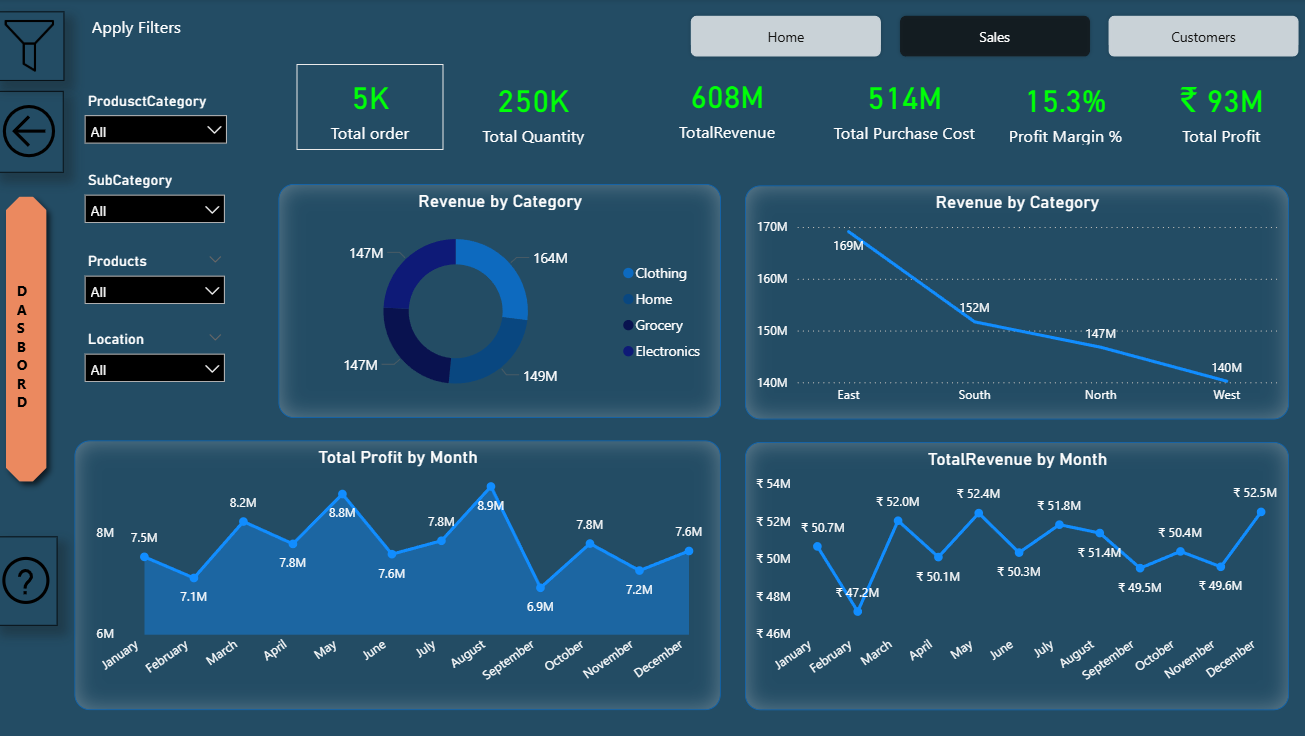 Apply Filters
Home
Sales
Customers
ProdusctCategory
All
SubCategory
All
Products
All
Location
All
DASBORD
?
5K
Total order
250K
Total Quantity
608M
TotalRevenue
514M
Total Purchase Cost
15.3%
Profit Margin %
₹ 93M
Total Profit
Revenue by Category
147M
164M
147M
149M
Clothing
Home
Grocery
Electronics
Revenue by Category
170M
160M
150M
140M
169M
152M
147M
140M
East
South
North
West
Total Profit by Month
8M
6M
7.5M
7.1M
8.2M
7.8M
8.8M
7.6M
7.8M
8.9M
6.9M
7.8M
7.2M
7.6M
January
February
March
April
May
June
July
August
September
October
November
December
TotalRevenue by Month
₹ 54M
₹ 52M
₹ 50M
₹ 48M
₹ 46M
₹ 50.7M
₹ 47.2M
₹ 52.0M
₹ 50.1M
₹ 52.4M
₹ 50.3M
₹ 51.8M
₹ 51.4M
₹ 49.5M
₹ 50.4M
₹ 49.6M
₹ 52.5M
January
February
March
April
May
June
July
August
September
October
November
December